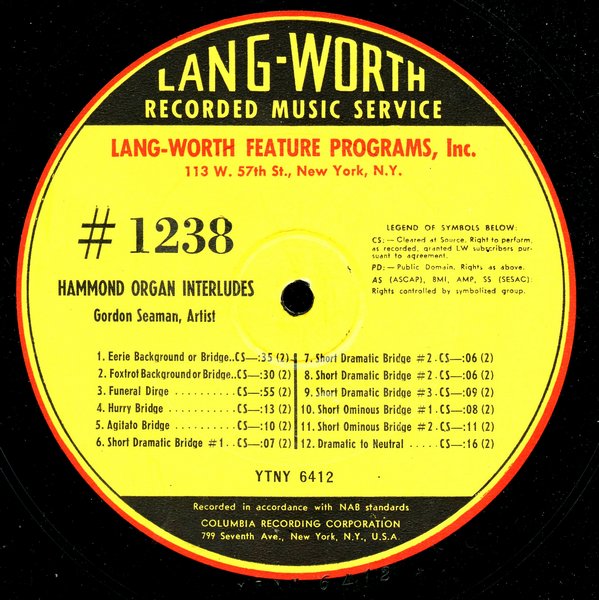 LANG-WORTH
RECORDED MUSIC SERVICE
LANG-WORTH FEATURE PROGRAMS, Inc.
113 W. 57th St., New York, N.Y.
# 1238
HAMMOND ORGAN INTERLUDES
Gordon Seaman, Artist
LEGEND OF SYMBOLS BELOW:
CS:—Cleared at Source. Right to perform,
as recorded, granted LW subscribers pur-
suant to agreement.
PD:—Public Domain. Rights as above.
AS (ASCAP), BMI, AMP, SS (SESAC):
Rights controlled by symbolized group.
1. Eerie Background or Bridge..CS—:35 (2)
2. Foxtrot Background or Bridge..CS—:30 (2)
3. Funeral Dirge ..........CS—:55 (2)
4. Hurry Bridge ..........CS—:13 (2)
5. Agitato Bridge ..........CS—:10 (2)
6. Short Dramatic Bridge #1..CS—:07 (2)
7. Short Dramatic Bridge #2.CS—:06 (2)
8. Short Dramatic Bridge #2.CS—:06 (2)
9. Short Dramatic Bridge #3.CS—:09 (2)
10. Short Ominous Bridge #1.CS—:08 (2)
11. Short Ominous Bridge #2.CS—:11 (2)
12. Dramatic to Neutral ....CS—:16 (2)
YTNY 6412
Recorded in accordance with NAB standards
COLUMBIA RECORDING CORPORATION
799 Seventh Ave., New York, N.Y., U.S.A.